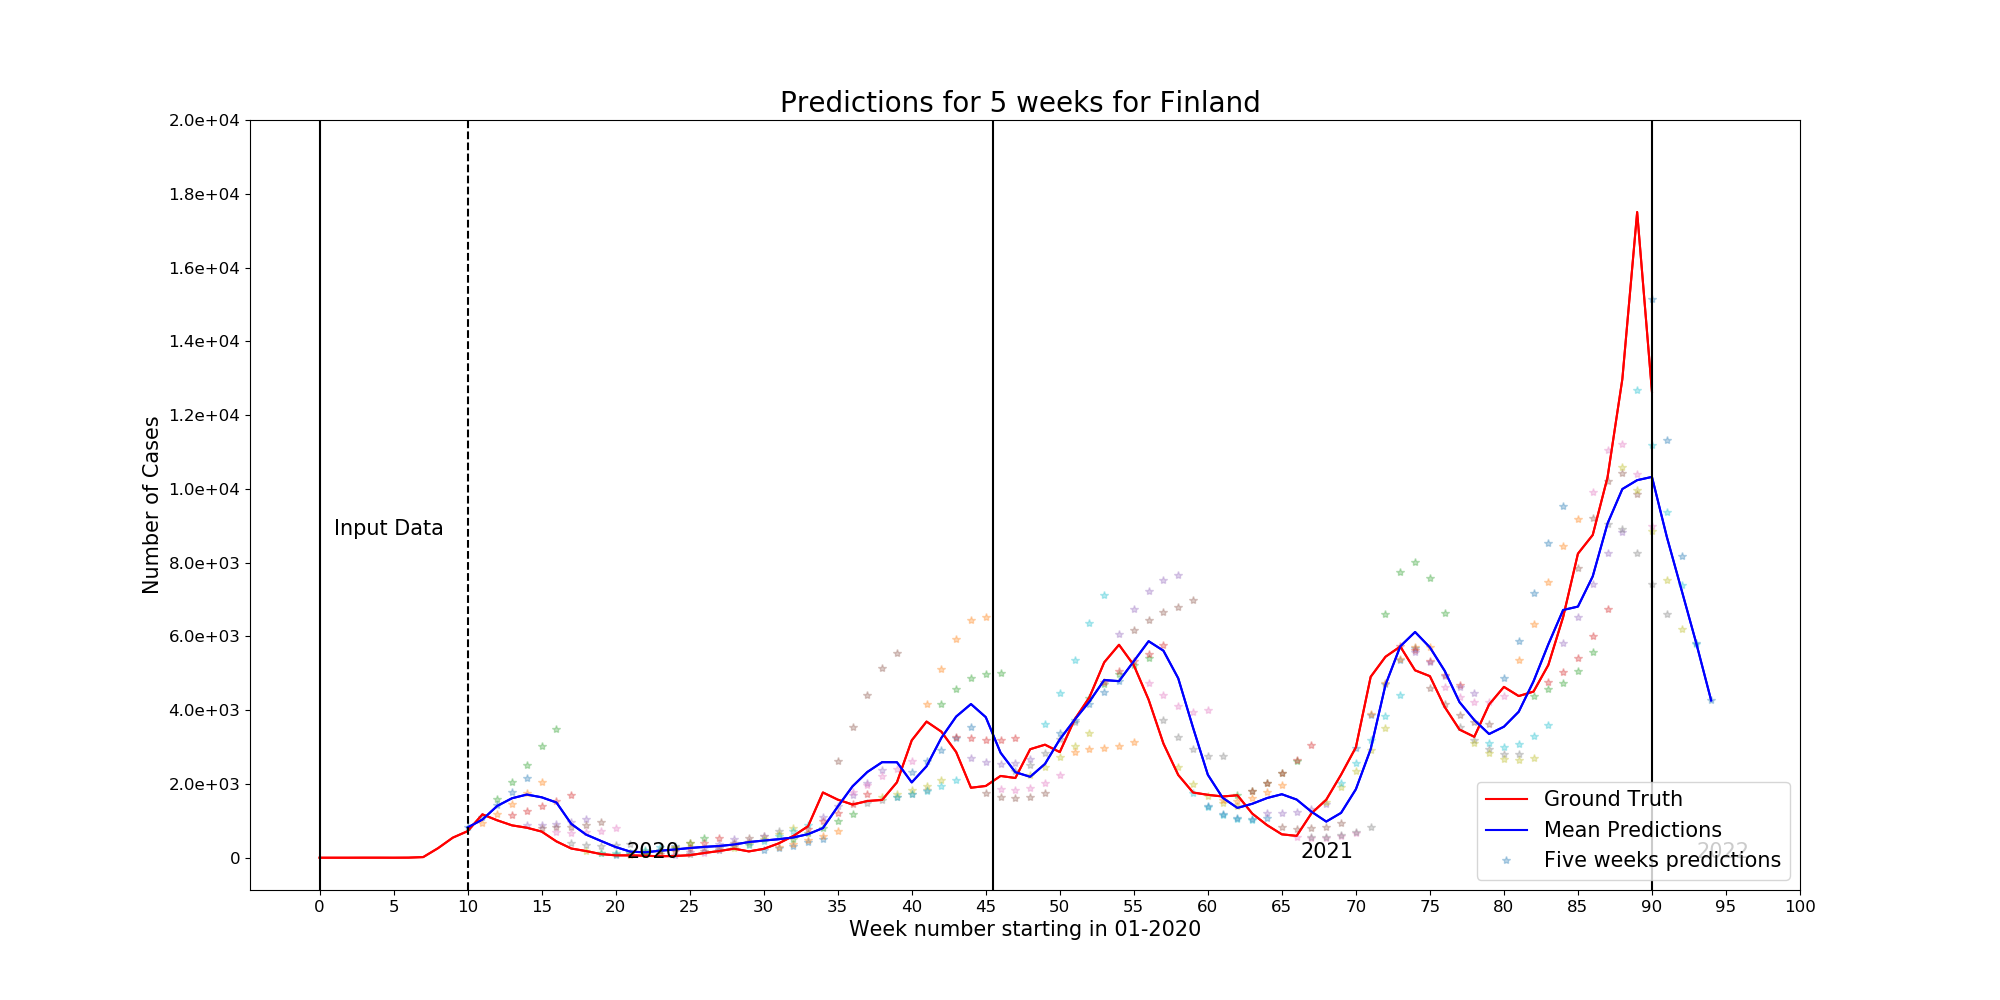 Predictions for 5 weeks for Finland
2.0e+04
1.8e+04
1.6e+04
1.4e+04
1.2e+04
1.0e+04
8.0e+03
6.0e+03
4.0e+03
2.0e+03
0
Number of Cases
Input Data
2020
2021
2022
Ground Truth
Mean Predictions
Five weeks predictions
0 5 10 15 20 25 30 35 40 45 50 55 60 65 70 75 80 85 90 95 100
Week number starting in 01-2020